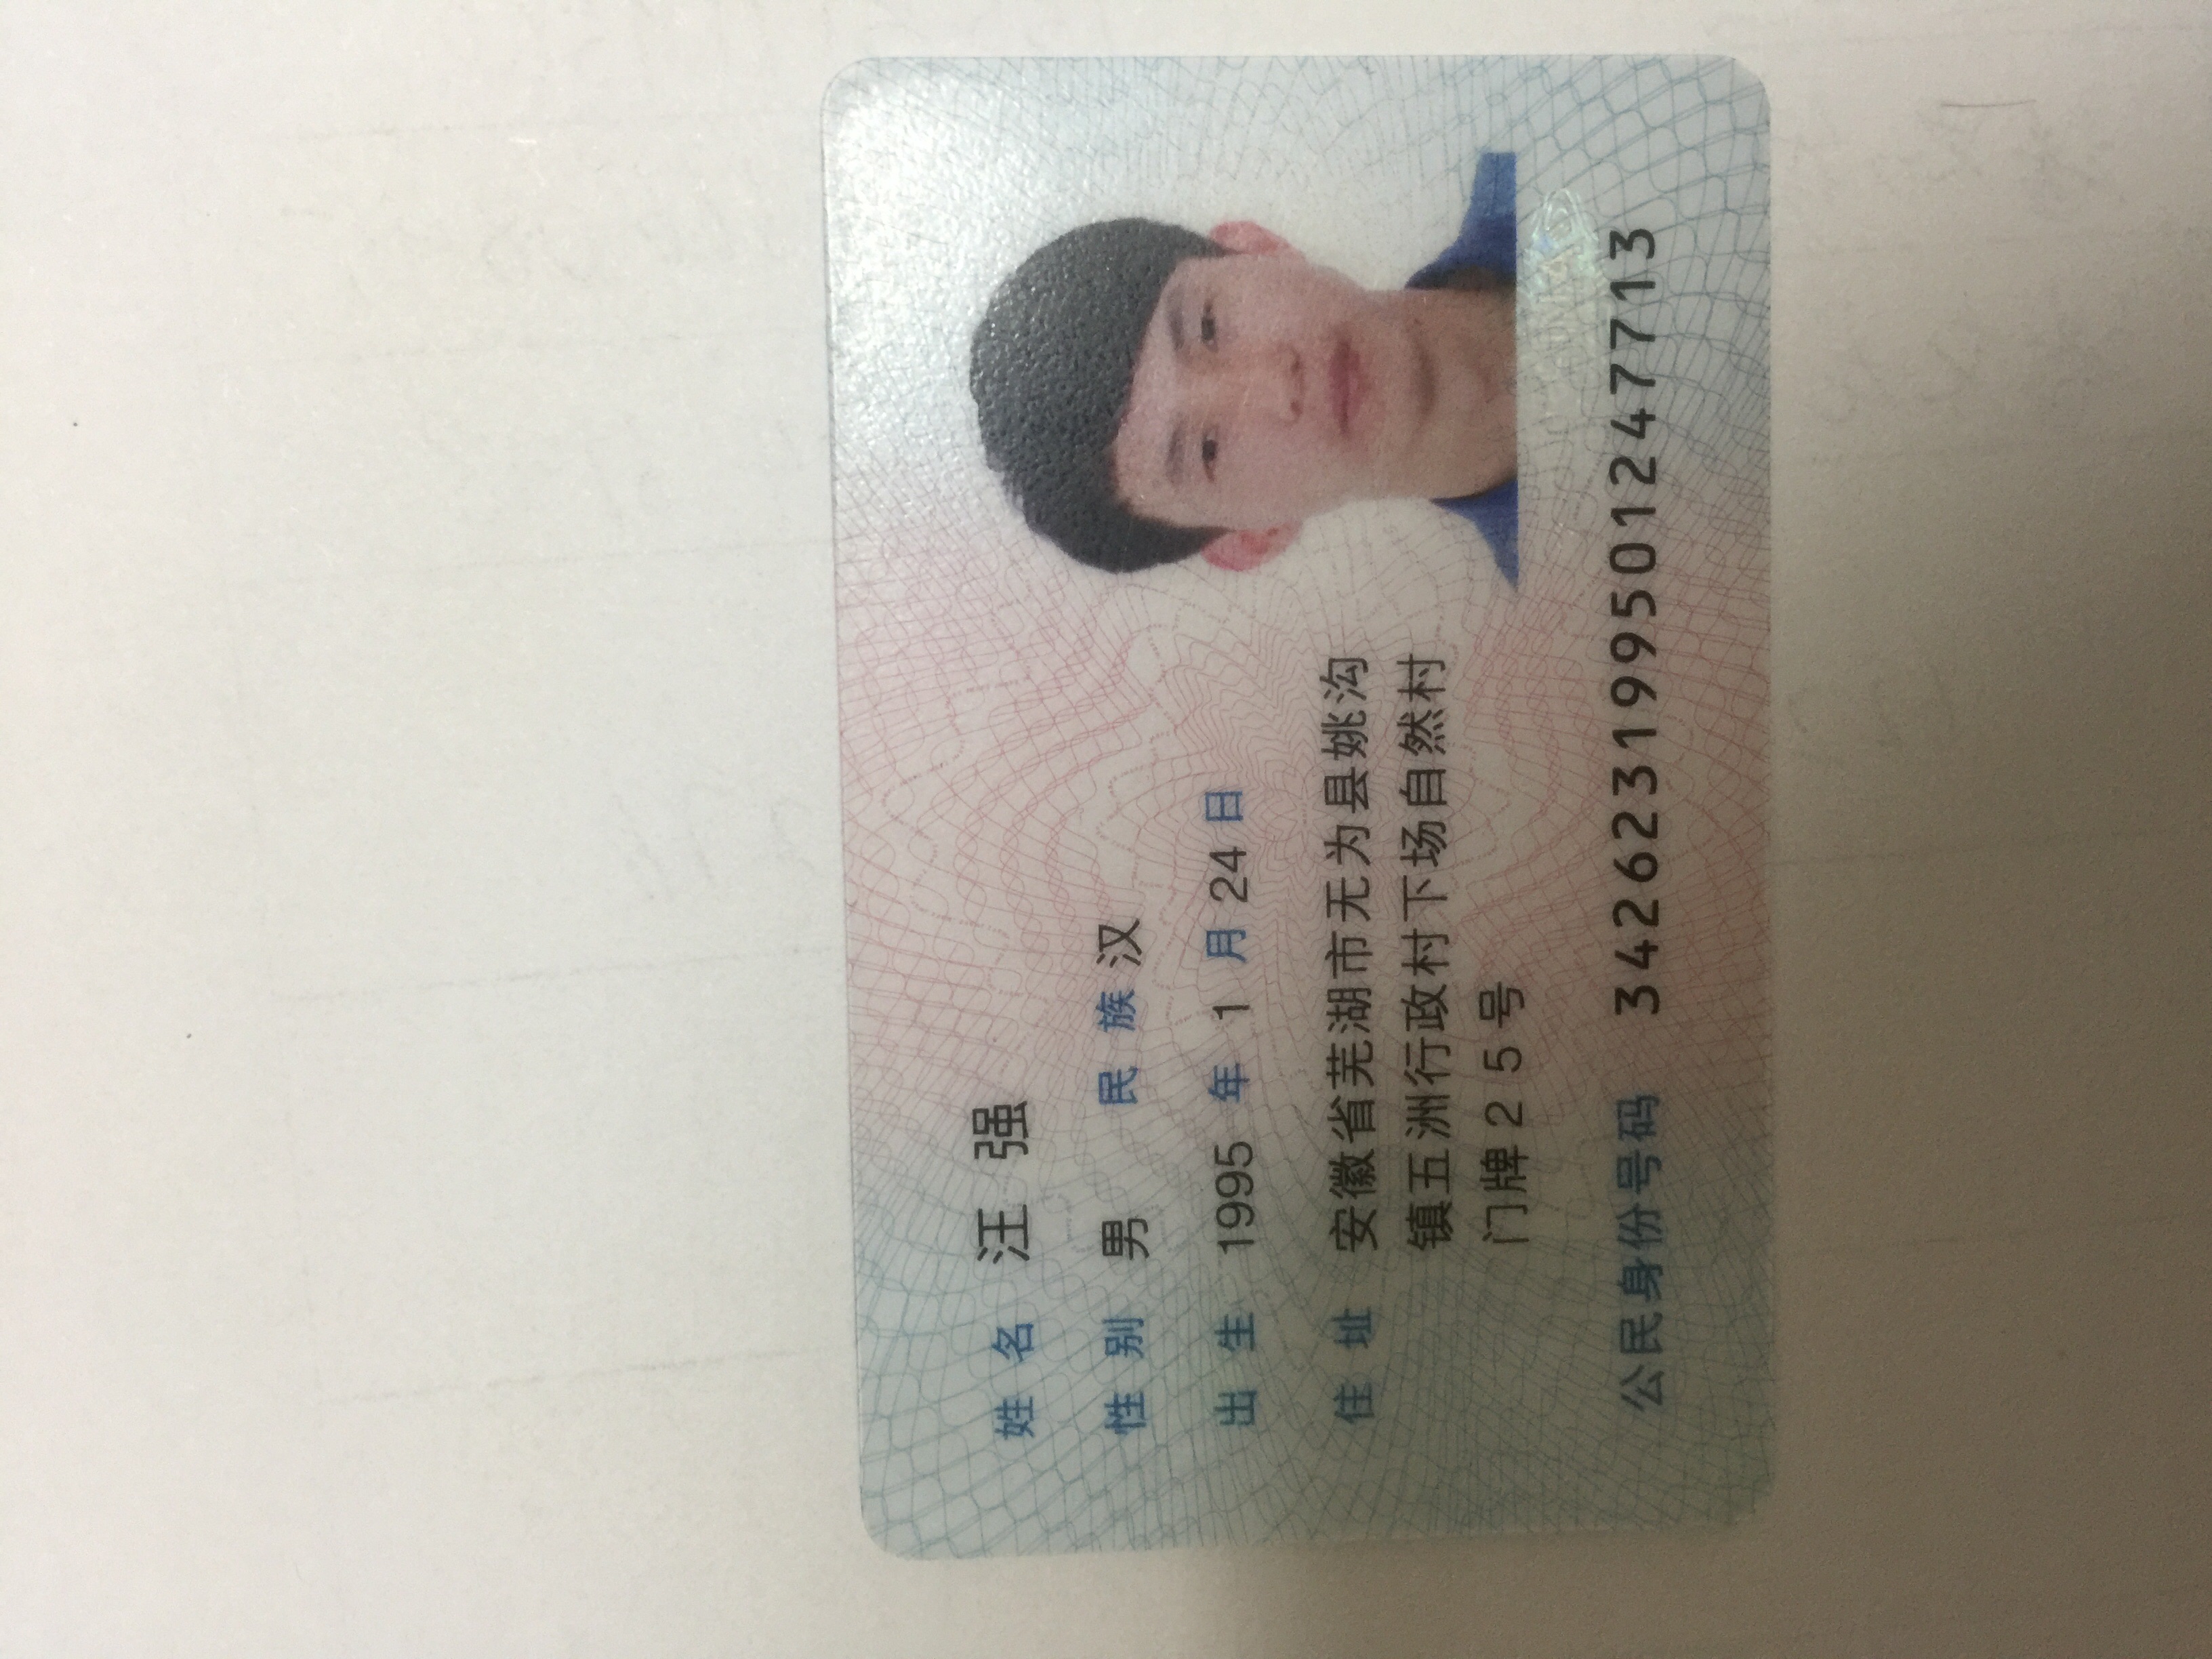 姓名 汪强
性别 男 民族 汉
出生 1995 年 1 月 24 日
住址 安徽省芜湖市无为县姚沟
镇五洲行政村下场自然村
门牌25号
公民身份号码 342623199501247713